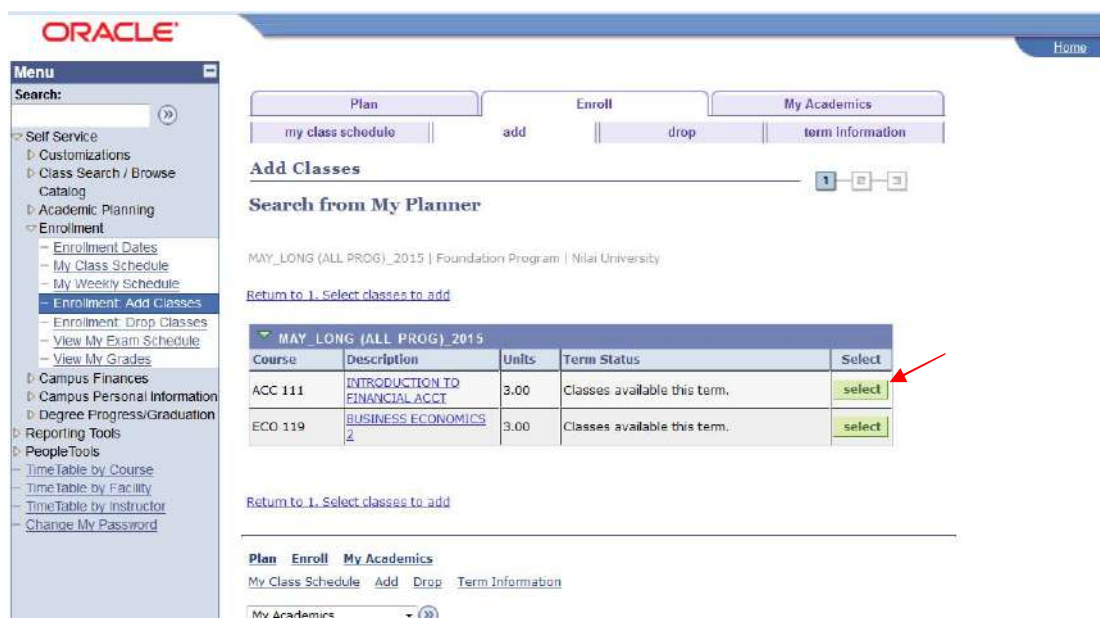 ORACLE
Home
Menu
Search:
Self Service
Customizations
Class Search / Browse
Catalog
Academic Planning
Enrollment
Enrollment Dates
My Class Schedule
My Weekly Schedule
Enrollment: Add Classes
Enrollment: Drop Classes
View My Exam Schedule
View My Grades
Campus Finances
Campus Personal Information
Degree Progress/Graduation
Reporting Tools
PeopleTools
TimeTable by Course
TimeTable by Facility
TimeTable by Instructor
Change My Password
Plan Enroll My Academics
my class schedule add drop term information
Add Classes
1 2 3
Search from My Planner
MAY_LONG (ALL PROG)_2015 | Foundation Program | Nilai University
Return to 1. Select classes to add
MAY_LONG (ALL PROG)_2015
Course Description Units Term Status Select
ACC 111 INTRODUCTION TO FINANCIAL ACCT 3.00 Classes available this term. select
ECO 119 BUSINESS ECONOMICS 2 3.00 Classes available this term. select
Return to 1. Select classes to add
Plan Enroll My Academics
My Class Schedule Add Drop Term Information
My Academics